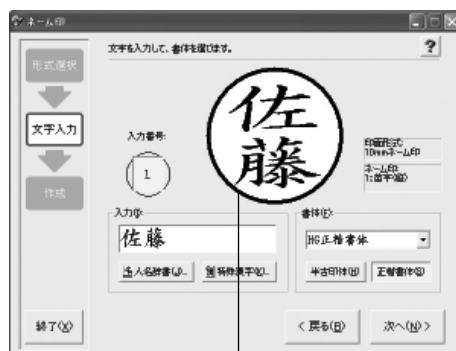 ネーム印
形式選択
文字入力
作成
終了(X)
文字を入力して、書体を選びます。
?
入力番号:
1
佐
藤
印面形式:
10mmネーム印
ネーム印:
1:苗字(縦)
入力(I):
佐藤
人名辞書(J)...
特殊漢字(K)...
書体(F):
HG正楷書体
半古印体(H)
正楷書体(S)
< 戻る(B)
次へ(N) >